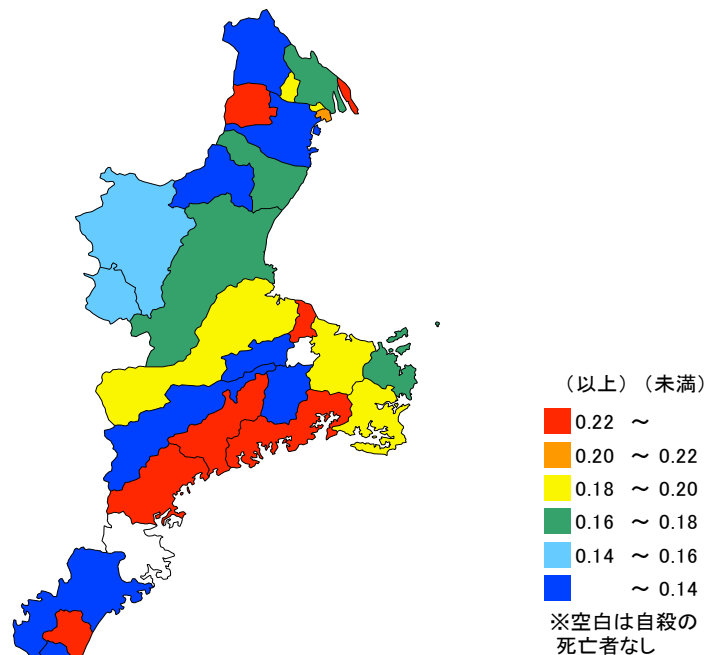 （以上）（未満）
0.22 ～
0.20 ～ 0.22
0.18 ～ 0.20
0.16 ～ 0.18
0.14 ～ 0.16
～ 0.14
※空白は自殺の
死亡者なし